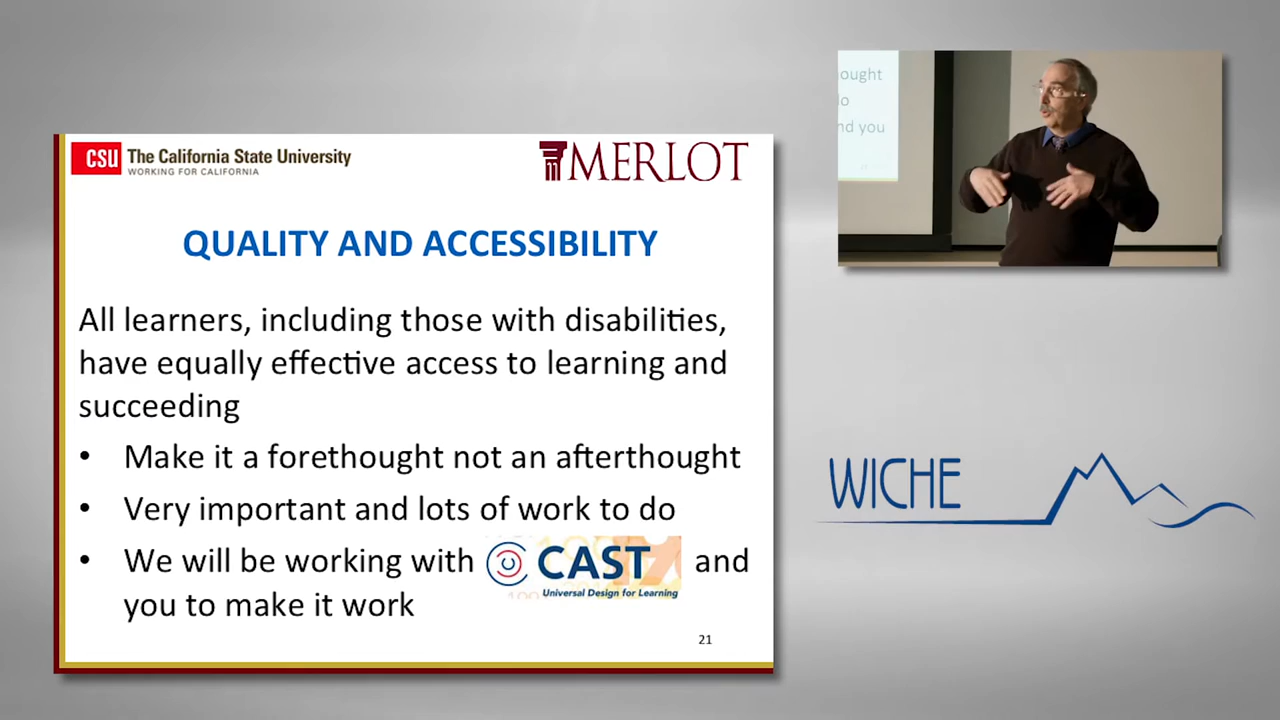 CSU The California State University
WORKING FOR CALIFORNIA
MERLOT
QUALITY AND ACCESSIBILITY
All learners, including those with disabilities,
have equally effective access to learning and
succeeding
• Make it a forethought not an afterthought
• Very important and lots of work to do
• We will be working with CAST and
Universal Design for Learning
you to make it work
21
ought
nd you
WICHE